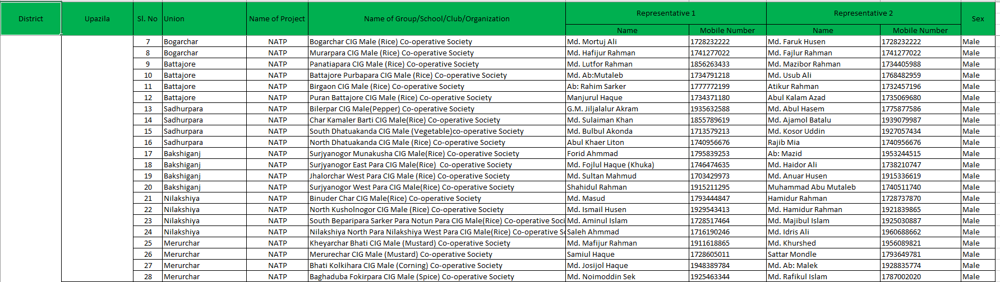 District Upazila Sl. No Union Name of Project Name of Group/School/Club/Organization Representative 1 Representative 2 Sex
Name Mobile Number Name Mobile Number
7 Bogarchar NATP Bogarchar CIG Male (Rice) Co-operative Society Md. Mortuj Ali 1728232222 Md. Faruk Husen 1728232222 Male
8 Bogarchar NATP Murarpara CIG Male (Rice) Co-operative Society Md. Hafijur Rahman 1741277022 Md. Fajlur Rahman 1741277022 Male
9 Battajore NATP Panatiapara CIG Male (Rice) Co-operative Society Md. Lutfor Rahman 1856263433 Md. Mazibor Rahman 1734405988 Male
10 Battajore NATP Battajore Purbapara CIG Male (Rice) Co-operative Society Md. Ab:Mutaleb 1734791218 Md. Usub Ali 1768482959 Male
11 Battajore NATP Birgaon CIG Male (Rice) Co-operative Society Ab: Rahim Sarker 1777772199 Atikur Rahman 1732457196 Male
12 Battajore NATP Puran Battajore CIG Male (Rice) Co-operative Society Manjurul Haque 1734371180 Abul Kalam Azad 1735069680 Male
13 Sadhurpara NATP Bilerpar CIG Male(Pepper) Co-operative Society G.M. Jiljalalur Akram 1935632588 Md. Abul Hasem 1775877586 Male
14 Sadhurpara NATP Char Kamaler Barti CIG Male(Rice) Co-operative Society Md. Sulaiman Khan 1855789619 Md. Ajamol Batalu 1939079987 Male
15 Sadhurpara NATP South Dhatuakanda CIG Male (Vegetable)co-operative Society Md. Bulbul Akonda 1713579213 Md. Kosor Uddin 1927057434 Male
16 Sadhurpara NATP North Dhatuakanda CIG Male (Rice) Co-operative Society Abul Khaer Liton 1740956676 Rajib Mia 1740956676 Male
17 Bakshiganj NATP Surjyanogor Munakusha CIG Male(Rice) Co-operative Society Forid Ahmmad 1795839253 Ab: Mazid 1953244515 Male
18 Bakshiganj NATP Surjyanogor East Para CIG Male(Rice) Co-operative Society Md. Fojlul Haque (Khuka) 1746474635 Md. Haidor Ali 1738210747 Male
19 Bakshiganj NATP Jhalorchar West Para CIG Male(Rice) Co-operative Society Md. Sultan Mahmud 1703429973 Md. Anuar Husen 1915336619 Male
20 Bakshiganj NATP Surjyanogor West Para CIG Male(Rice) Co-operative Society Shahidul Rahman 1915211295 Muhammad Abu Mutaleb 1740511740 Male
21 Nilakshiya NATP Binuder Char CIG Male(Rice) Co-operative Society Md. Masud 1793444847 Hamidur Rahman 1728737870 Male
22 Nilakshiya NATP North Kusholnogor CIG Male (Rice) Co-operative Society Md. Ismail Husen 1929543413 Md. Hamidur Rahman 1921839865 Male
23 Nilakshiya NATP South Beparipara Sarker Para Notun Para CIG Male(Rice) Co-operative Soci Md. Aminul Islam 1728517464 Md. Majibul Islam 1925030887 Male
24 Nilakshiya NATP Nilakshiya North Para Nilakshiya West Para CIG Male(Rice) Co-operative So Saleh Ahmmad 1716190246 Md. Idris Ali 1960688662 Male
25 Merurchar NATP Kheyarchar Bhati CIG Male (Mustard) Co-operative Society Md. Mafijur Rahman 1911618865 Md. Khurshed 1956089821 Male
26 Merurchar NATP Merurechar CIG Male (Mustard) Co-operative Society Samiul Haque 1728605011 Sattar Mondle 1793649781 Male
27 Merurchar NATP Bhati Kolkihara CIG Male (Corning) Co-operative Society Md. Josijol Haque 1948389784 Md. Ab: Malek 1928835774 Male
28 Merurchar NATP Baghaduba Fokirpara CIG Male (Spice) Co-operative Society Md. Noimoddin Sek 1925463344 Md. Rafikul Islam 1787002020 Male